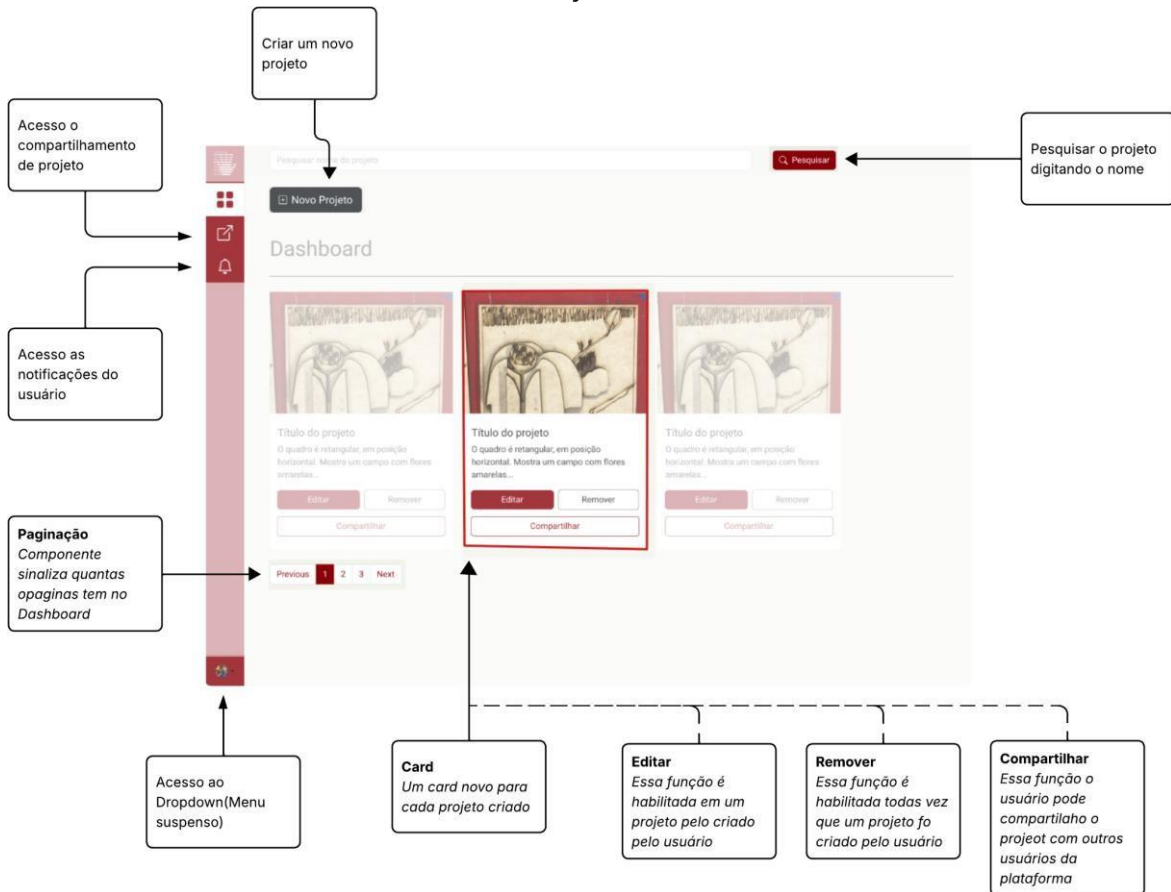 Criar um novo
projeto
Acesso o
compartilhamento
de projeto
Pesquisar o projeto
digitando o nome
Pesquisar nome do projeto
Pesquisar
Novo Projeto
Dashboard
Acesso as
notificações do
usuário
Título do projeto
O quadro é retangular, em posição
horizontal. Mostra um campo com flores
amarelas...
Editar
Remover
Compartilhar
Título do projeto
O quadro é retangular, em posição
horizontal. Mostra um campo com flores
amarelas...
Editar
Remover
Compartilhar
Título do projeto
O quadro é retangular, em posição
horizontal. Mostra um campo com flores
amarelas...
Editar
Remover
Compartilhar
Paginação
Componente
sinaliza quantas
opaginas tem no
Dashboard
Previous 1 2 3 Next
Acesso ao
Dropdown(Menu
suspenso)
Card
Um card novo para
cada projeto criado
Editar
Essa função é
habilitada em um
projeto pelo criado
pelo usuário
Remover
Essa função é
habilitada todas vez
que um projeto fo
criado pelo usuário
Compartilhar
Essa função o
usuário pode
compartilaho o
projeot com outros
usuários da
plataforma